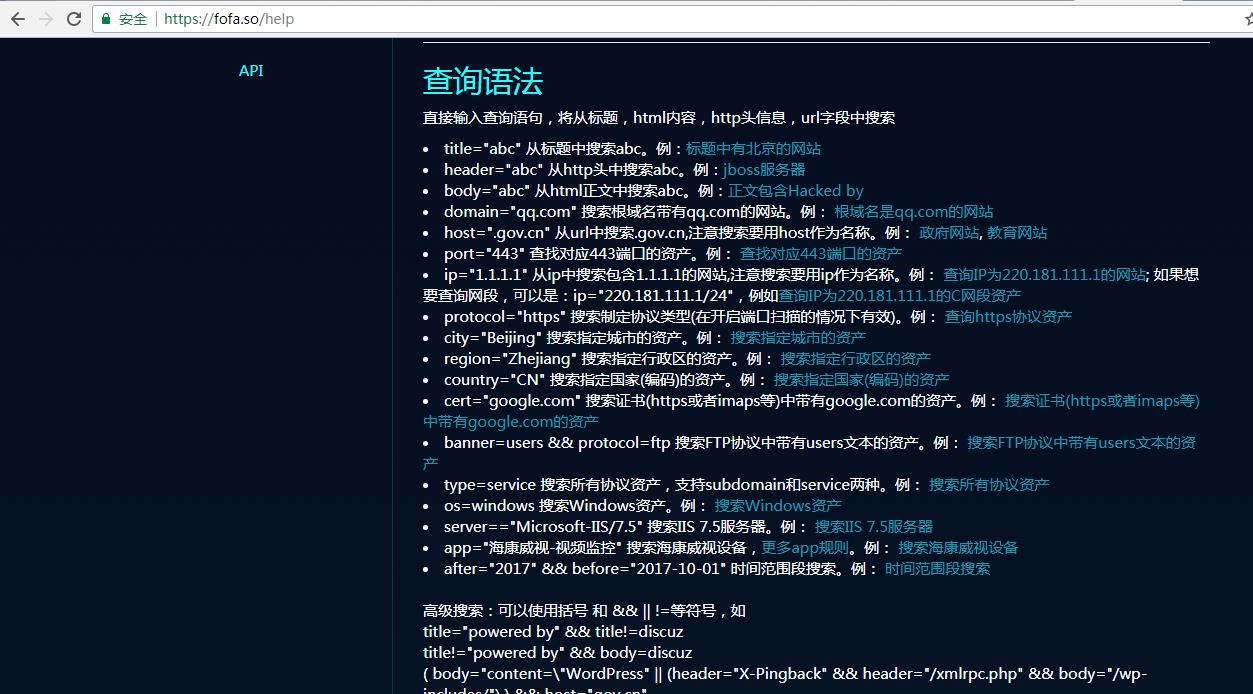 安全 https://fofa.so/help
API
查询语法
直接输入查询语句，将从标题，html内容，http头信息，url字段中搜索
• title="abc" 从标题中搜索abc。例：标题中有北京的网站
• header="abc" 从http头中搜索abc。例：jboss服务器
• body="abc" 从html正文中搜索abc。例：正文包含Hacked by
• domain="qq.com" 搜索根域名带有qq.com的网站。例： 根域名是qq.com的网站
• host=".gov.cn" 从url中搜索.gov.cn,注意搜索要用host作为名称。例： 政府网站, 教育网站
• port="443" 查找对应443端口的资产。例： 查找对应443端口的资产
• ip="1.1.1.1" 从ip中搜索包含1.1.1.1的网站,注意搜索要用ip作为名称。例： 查询IP为220.181.111.1的网站; 如果想
要查询网段，可以是：ip="220.181.111.1/24"，例如查询IP为220.181.111.1的C网段资产
• protocol="https" 搜索制定协议类型(在开启端口扫描的情况下有效)。例： 查询https协议资产
• city="Beijing" 搜索指定城市的资产。例： 搜索指定城市的资产
• region="Zhejiang" 搜索指定行政区的资产。例： 搜索指定行政区的资产
• country="CN" 搜索指定国家(编码)的资产。例： 搜索指定国家(编码)的资产
• cert="google.com" 搜索证书(https或者imaps等)中带有google.com的资产。例： 搜索证书(https或者imaps等)
中带有google.com的资产
• banner=users && protocol=ftp 搜索FTP协议中带有users文本的资产。例： 搜索FTP协议中带有users文本的资
产
• type=service 搜索所有协议资产，支持subdomain和service两种。例： 搜索所有协议资产
• os=windows 搜索Windows资产。例： 搜索Windows资产
• server=="Microsoft-IIS/7.5" 搜索IIS 7.5服务器。例： 搜索IIS 7.5服务器
• app="海康威视-视频监控" 搜索海康威视设备，更多app规则。例： 搜索海康威视设备
• after="2017" && before="2017-10-01" 时间范围段搜索。例： 时间范围段搜索
高级搜索：可以使用括号 和 && || !=等符号，如
title="powered by" && title!=discuz
title!="powered by" && body=discuz
( body="content=\"WordPress" || (header="X-Pingback" && header="/xmlrpc.php" && body="/wp-
includes/") ) && host="gov.cn"